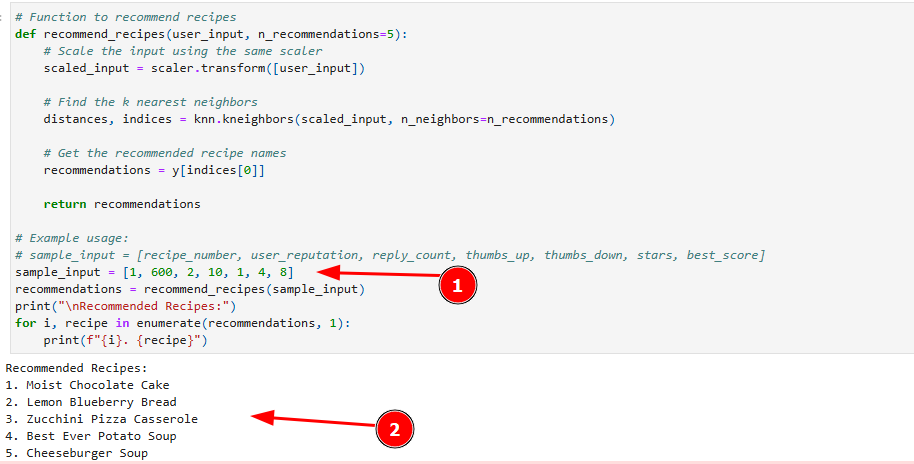 # Function to recommend recipes
def recommend_recipes(user_input, n_recommendations=5):
    # Scale the input using the same scaler
    scaled_input = scaler.transform([user_input])

    # Find the k nearest neighbors
    distances, indices = knn.kneighbors(scaled_input, n_neighbors=n_recommendations)

    # Get the recommended recipe names
    recommendations = y[indices[0]]

    return recommendations

# Example usage:
# sample_input = [recipe_number, user_reputation, reply_count, thumbs_up, thumbs_down, stars, best_score]
sample_input = [1, 600, 2, 10, 1, 4, 8]
1
recommendations = recommend_recipes(sample_input)
print("\nRecommended Recipes:")
for i, recipe in enumerate(recommendations, 1):
    print(f"{i}. {recipe}")
Recommended Recipes:
1. Moist Chocolate Cake
2. Lemon Blueberry Bread
3. Zucchini Pizza Casserole
2
4. Best Ever Potato Soup
5. Cheeseburger Soup